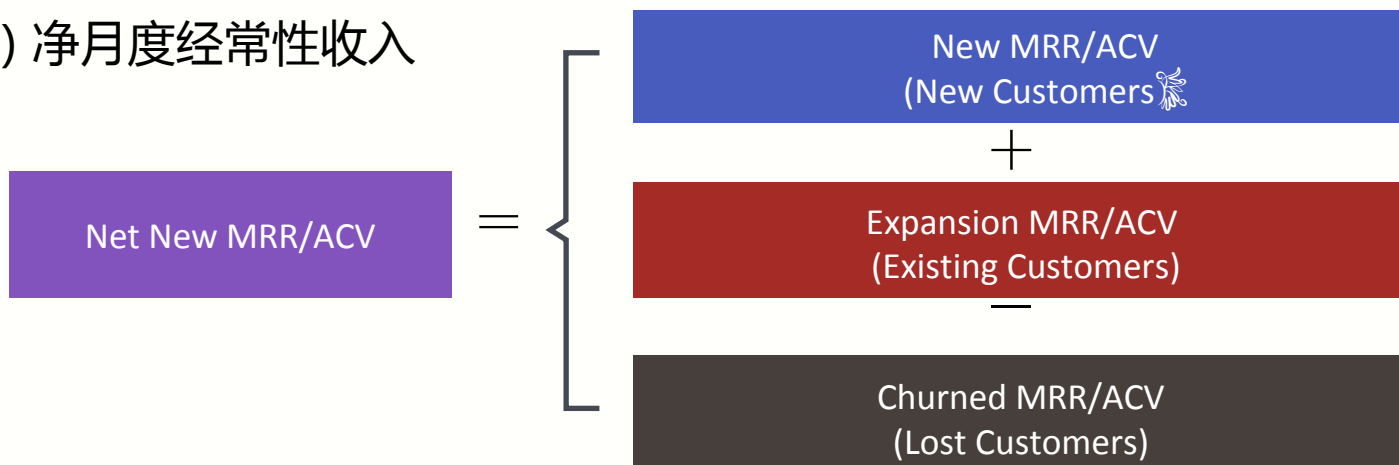 ) 净月度经常性收入
New MRR/ACV
(New Customers
+
Net New MRR/ACV
=
Expansion MRR/ACV
(Existing Customers)
—
Churned MRR/ACV
(Lost Customers)